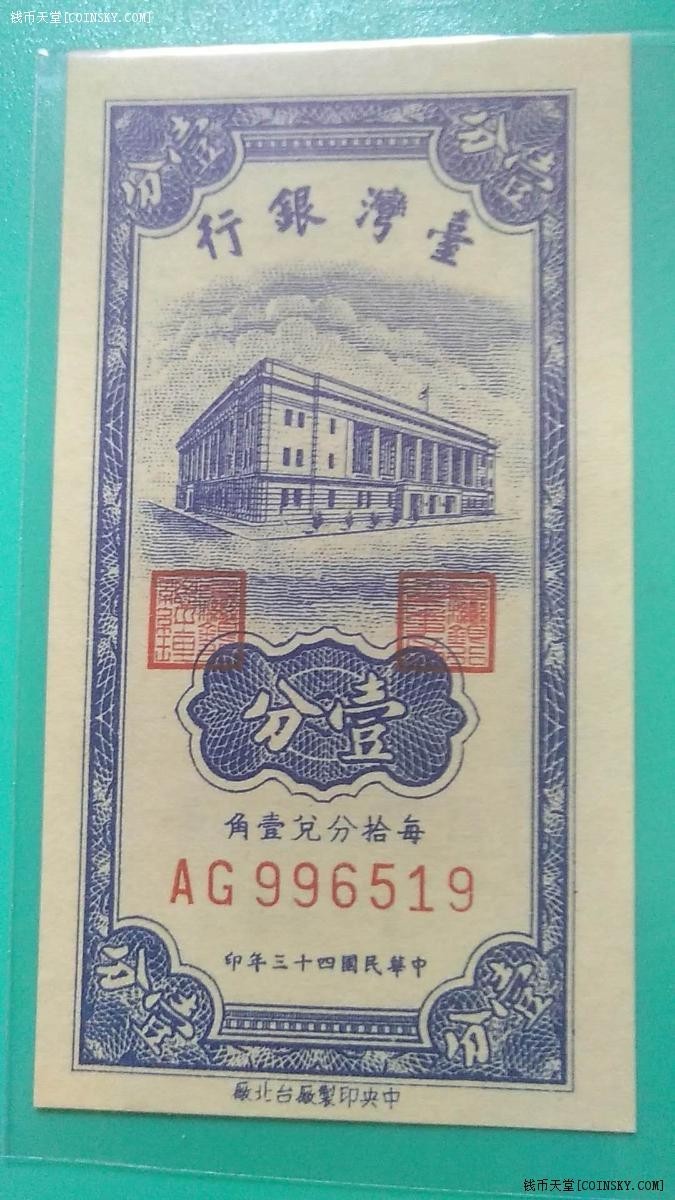 钱币天堂[COINSKY.COM]
壹分
壹分
臺灣銀行
壹分
每拾分兌壹角
AG996519
中華民國四十三年印
壹分
壹分
中央印製廠台北廠
钱币天堂[COINSKY.COM]